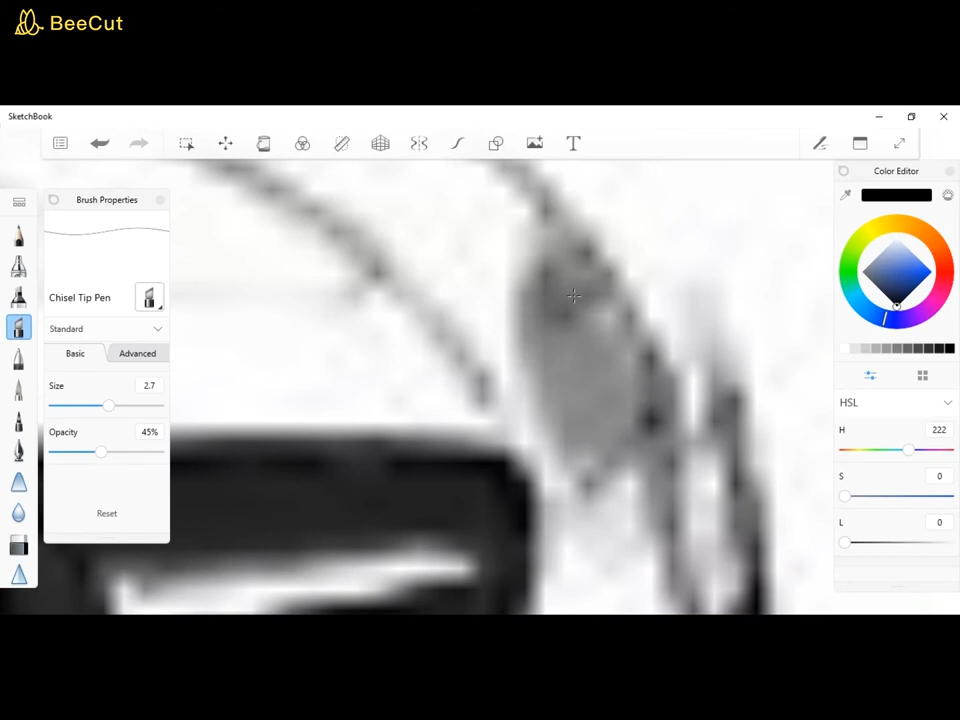 BeeCut
SketchBook
Brush Properties
Color Editor
Chisel Tip Pen
Standard
Basic Advanced
Size 2.7
Opacity 45%
Reset
HSL
H 222
S 0
L 0
T